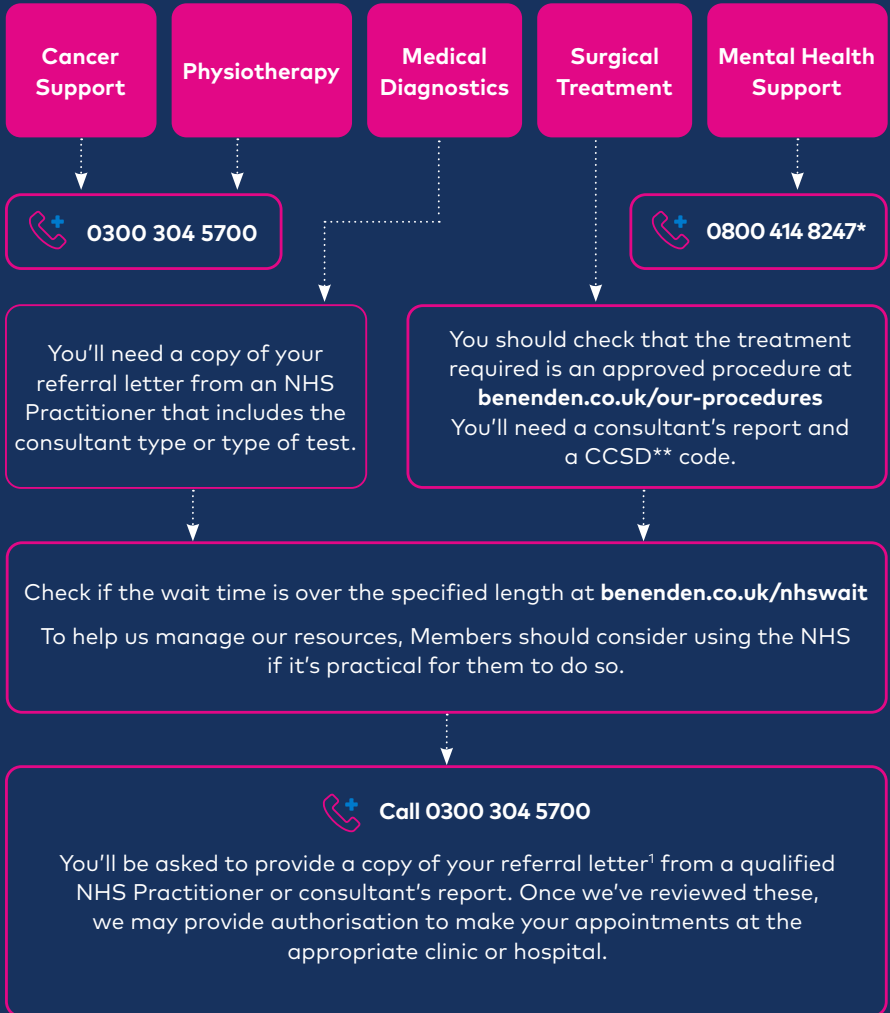 Cancer
Support
Physiotherapy
Medical
Diagnostics
Surgical
Treatment
Mental Health
Support
0300 304 5700
0800 414 8247*
You’ll need a copy of your
referral letter from an NHS
Practitioner that includes the
consultant type or type of test.
You should check that the treatment
required is an approved procedure at
benenden.co.uk/our-procedures
You’ll need a consultant’s report and
a CCSD** code.
Check if the wait time is over the specified length at benenden.co.uk/nhswait
To help us manage our resources, Members should consider using the NHS
if it’s practical for them to do so.
Call 0300 304 5700
You’ll be asked to provide a copy of your referral letter¹ from a qualified
NHS Practitioner or consultant’s report. Once we’ve reviewed these,
we may provide authorisation to make your appointments at the
appropriate clinic or hospital.